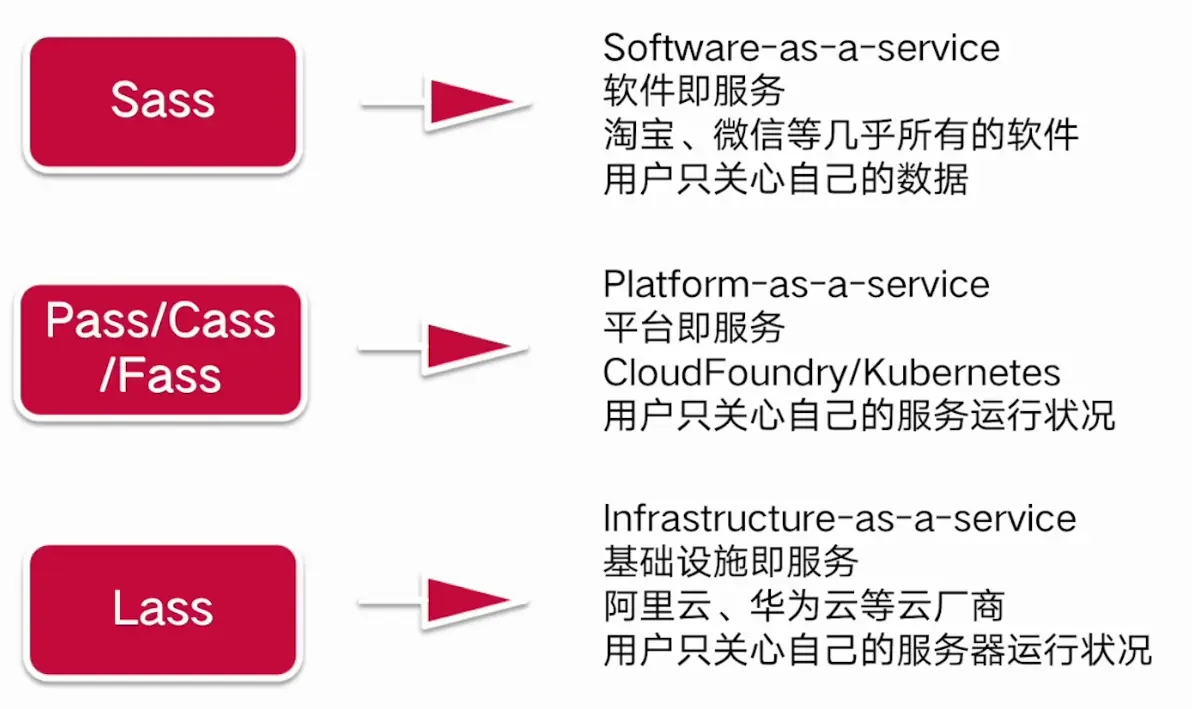 Sass
Software-as-a-service
软件即服务
淘宝、微信等几乎所有的软件
用户只关心自己的数据
Pass/Cass
/Fass
Platform-as-a-service
平台即服务
CloudFoundry/Kubernetes
用户只关心自己的服务运行状况
Lass
Infrastructure-as-a-service
基础设施即服务
阿里云、华为云等云厂商
用户只关心自己的服务器运行状况